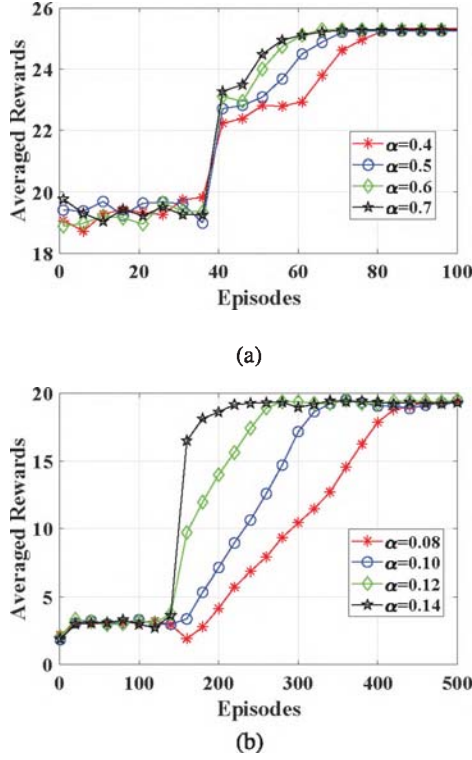 26
24
22
20
18
Averaged Rewards
α=0.4
α=0.5
α=0.6
α=0.7
0 20 40 60 80 100
Episodes
(a)
20
15
10
5
0
Averaged Rewards
α=0.08
α=0.10
α=0.12
α=0.14
0 100 200 300 400 500
Episodes
(b)